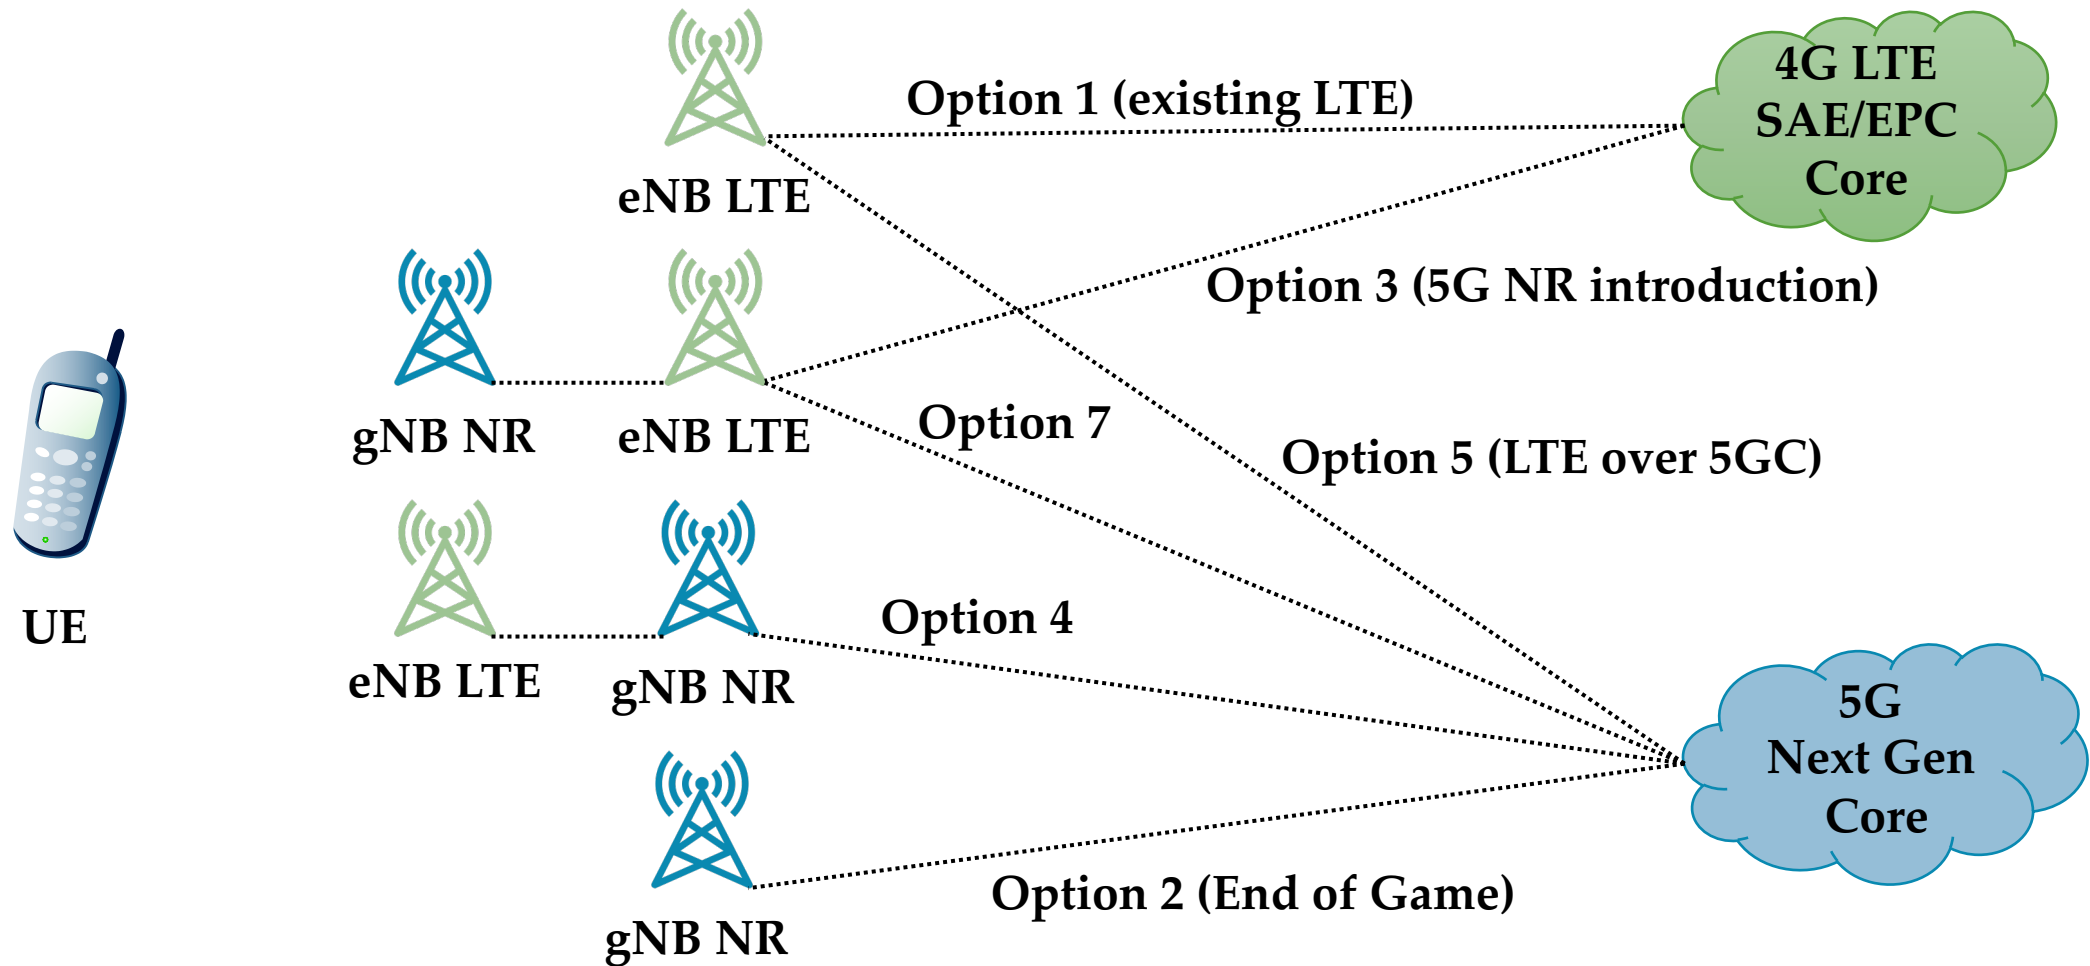 4G LTE
SAE/EPC
Core
Option 1 (existing LTE)
eNB LTE
Option 3 (5G NR introduction)
gNB NR
eNB LTE
Option 7
Option 5 (LTE over 5GC)
UE
Option 4
eNB LTE
gNB NR
5G
Next Gen
Core
Option 2 (End of Game)
gNB NR